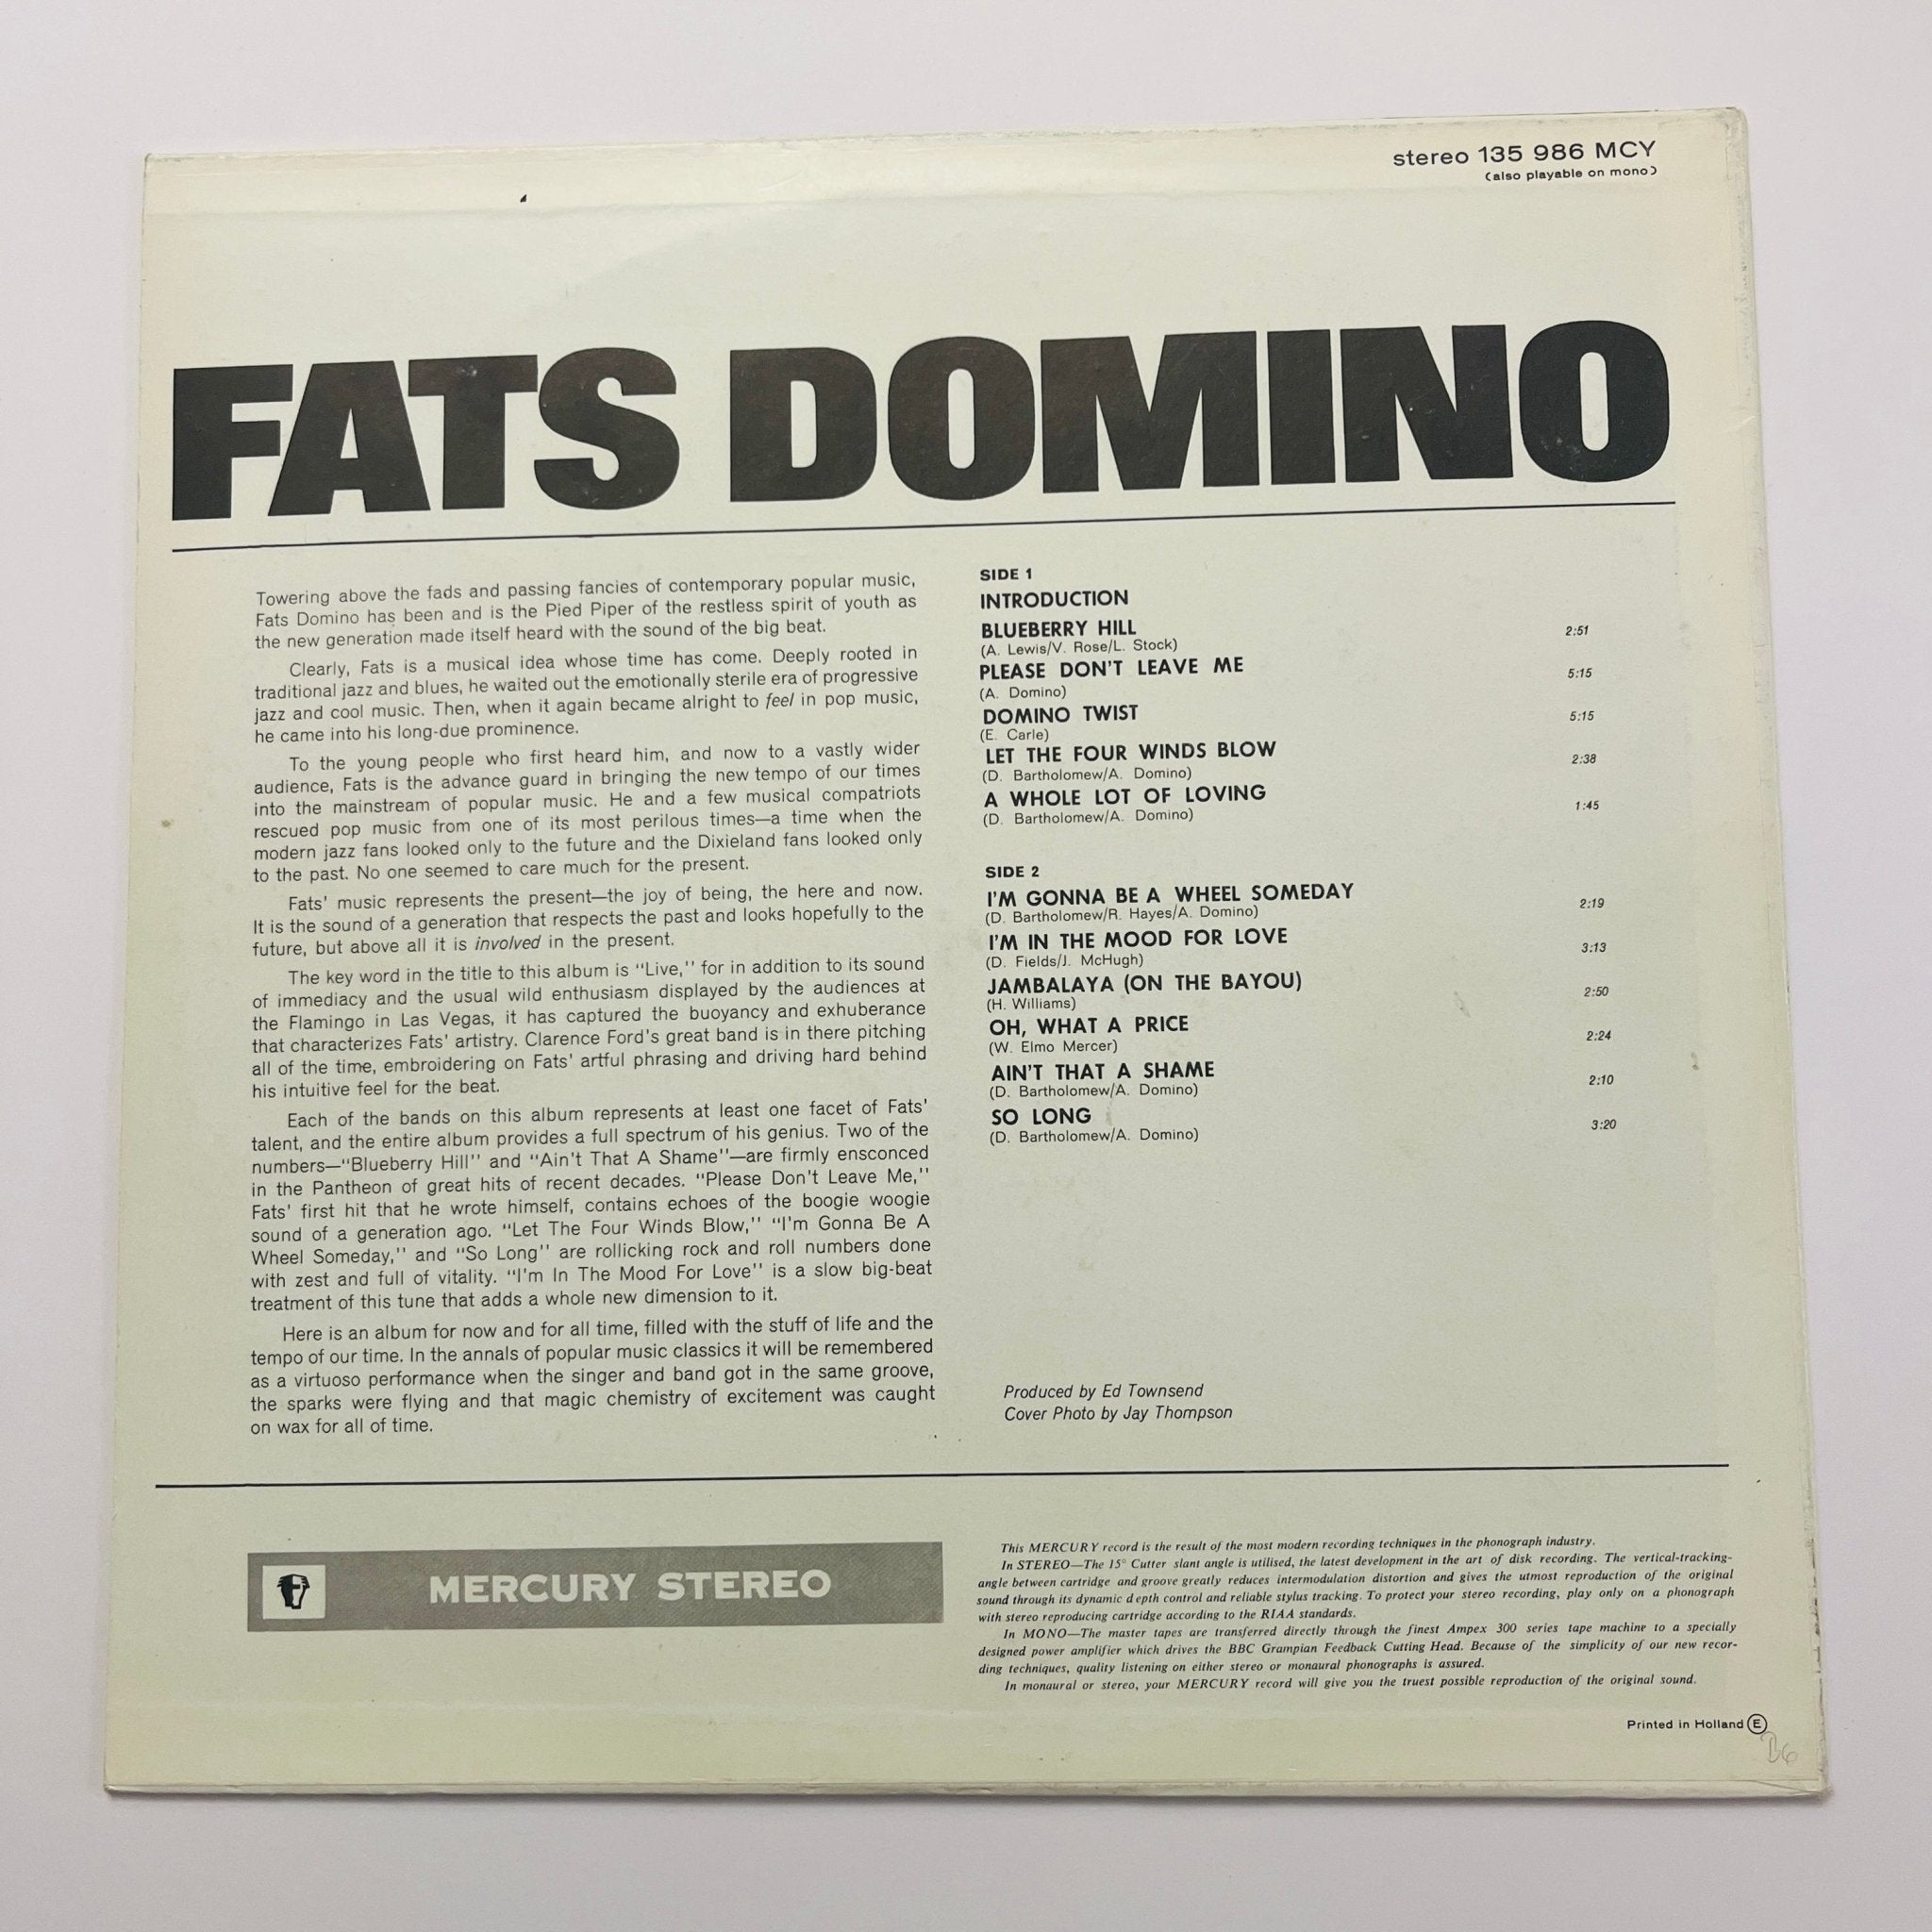 stereo 135 986 MCY
(also playable on mono)
FATS DOMINO
Towering above the fads and passing fancies of contemporary popular music,
Fats Domino has been and is the Pied Piper of the restless spirit of youth as
the new generation made itself heard with the sound of the big beat.
Clearly, Fats is a musical idea whose time has come. Deeply rooted in
traditional jazz and blues, he waited out the emotionally sterile era of progressive
jazz and cool music. Then, when it again became alright to feel in pop music,
he came into his long-due prominence.
To the young people who first heard him, and now to a vastly wider
audience, Fats is the advance guard in bringing the new tempo of our times
into the mainstream of popular music. He and a few musical compatriots
rescued pop music from one of its most perilous times—a time when the
modern jazz fans looked only to the future and the Dixieland fans looked only
to the past. No one seemed to care much for the present.
Fats' music represents the present—the joy of being, the here and now.
It is the sound of a generation that respects the past and looks hopefully to the
future, but above all it is involved in the present.
The key word in the title to this album is "Live," for in addition to its sound
of immediacy and the usual wild enthusiasm displayed by the audiences at
the Flamingo in Las Vegas, it has captured the buoyancy and exhuberance
that characterizes Fats' artistry. Clarence Ford's great band is in there pitching
all of the time, embroidering on Fats' artful phrasing and driving hard behind
his intuitive feel for the beat.
Each of the bands on this album represents at least one facet of Fats'
talent, and the entire album provides a full spectrum of his genius. Two of the
numbers—"Blueberry Hill" and "Ain't That A Shame"—are firmly ensconced
in the Pantheon of great hits of recent decades. "Please Don't Leave Me,"
Fats' first hit that he wrote himself, contains echoes of the boogie woogie
sound of a generation ago. "Let The Four Winds Blow," "I'm Gonna Be A
Wheel Someday," and "So Long" are rollicking rock and roll numbers done
with zest and full of vitality. "I'm In The Mood For Love" is a slow big-beat
treatment of this tune that adds a whole new dimension to it.
Here is an album for now and for all time, filled with the stuff of life and the
tempo of our time. In the annals of popular music classics it will be remembered
as a virtuoso performance when the singer and band got in the same groove,
the sparks were flying and that magic chemistry of excitement was caught
on wax for all of time.
SIDE 1
INTRODUCTION
BLUEBERRY HILL 2:51
(A. Lewis/V. Rose/L. Stock)
PLEASE DON'T LEAVE ME 5:15
(A. Domino)
DOMINO TWIST 5:15
(E. Carle)
LET THE FOUR WINDS BLOW 2:38
(D. Bartholomew/A. Domino)
A WHOLE LOT OF LOVING 1:45
(D. Bartholomew/A. Domino)
SIDE 2
I'M GONNA BE A WHEEL SOMEDAY 2:19
(D. Bartholomew/R. Hayes/A. Domino)
I'M IN THE MOOD FOR LOVE 3:13
(D. Fields/J. McHugh)
JAMBALAYA (ON THE BAYOU) 2:50
(H. Williams)
OH, WHAT A PRICE 2:24
(W. Elmo Mercer)
AIN'T THAT A SHAME 2:10
(D. Bartholomew/A. Domino)
SO LONG 3:20
(D. Bartholomew/A. Domino)
Produced by Ed Townsend
Cover Photo by Jay Thompson
MERCURY STEREO
This MERCURY record is the result of the most modern recording techniques in the phonograph industry.
In STEREO—The 15° Cutter slant angle is utilised, the latest development in the art of disk recording. The vertical-tracking-
angle between cartridge and groove greatly reduces intermodulation distortion and gives the utmost reproduction of the original
sound through its dynamic depth control and reliable stylus tracking. To protect your stereo recording, play only on a phonograph
with stereo reproducing cartridge according to the RIAA standards.
In MONO—The master tapes are transferred directly through the finest Ampex 300 series tape machine to a specially
designed power amplifier which drives the BBC Grampian Feedback Cutting Head. Because of the simplicity of our new recor-
ding techniques, quality listening on either stereo or monaural phonographs is assured.
In monaural or stereo, your MERCURY record will give you the truest possible reproduction of the original sound.
Printed in Holland E